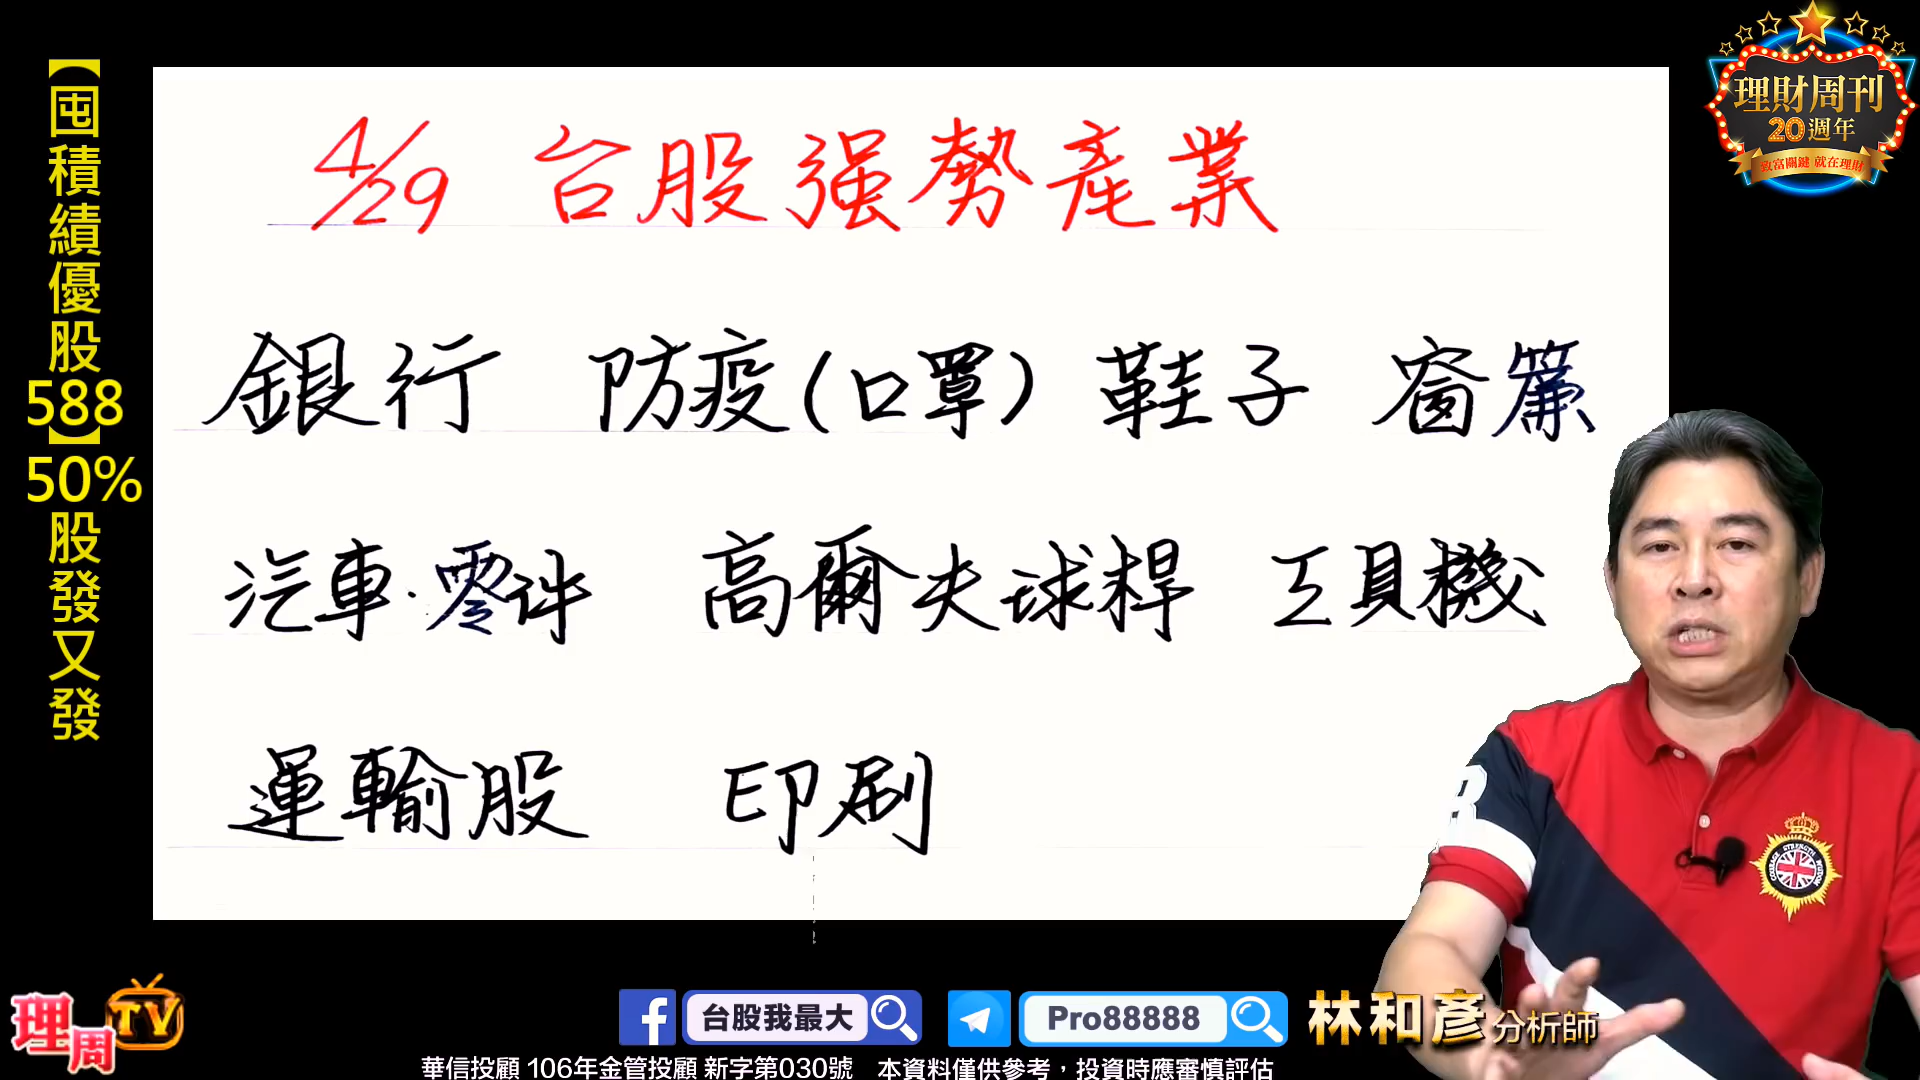 【囤積績優股588】50%股發又發
理財周刊
20週年
致富關鍵 就在理財
4/29 台股强勢產業
銀行 防疫(口罩) 鞋子 窗簾
汽車·零件 高爾夫球桿 工具機
運輸股 印刷
理周TV
台股我最大
Pro88888
林和彥分析師
華信投顧 106年金管投顧 新字第030號 本資料僅供參考，投資時應審慎評估